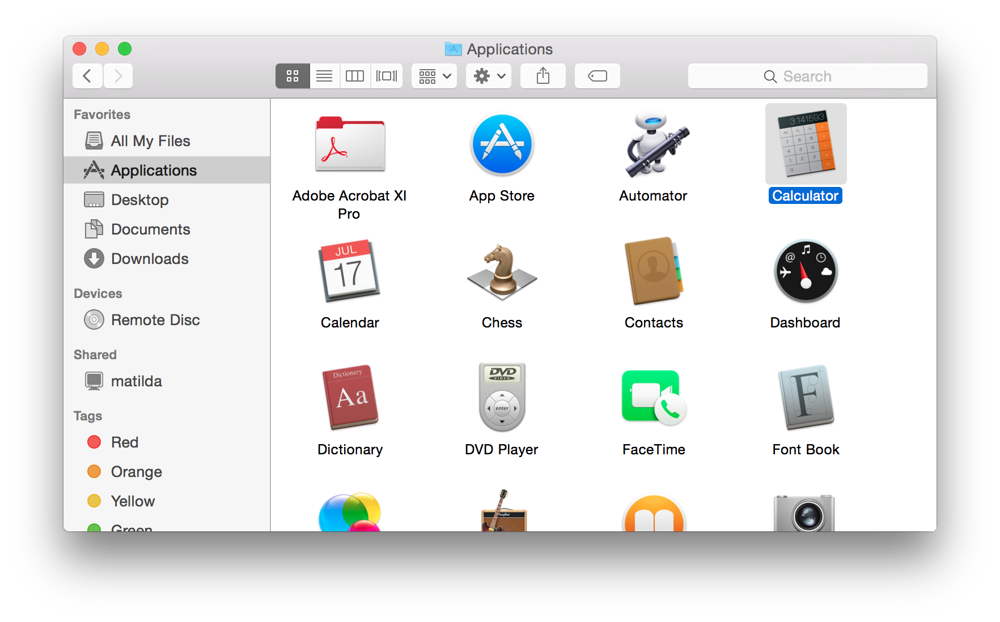 Applications
Search
Favorites
All My Files
Applications
Desktop
Documents
Downloads
Devices
Remote Disc
Shared
matilda
Tags
Red
Orange
Yellow
Green
Adobe Acrobat XI
Pro
App Store
Automator
3.141593
Calculator
JUL
17
Calendar
Chess
Contacts
@
Dashboard
Dictionary
Aa
Dictionary
DVD
VIDEO
enter
DVD Player
FaceTime
F
Font Book